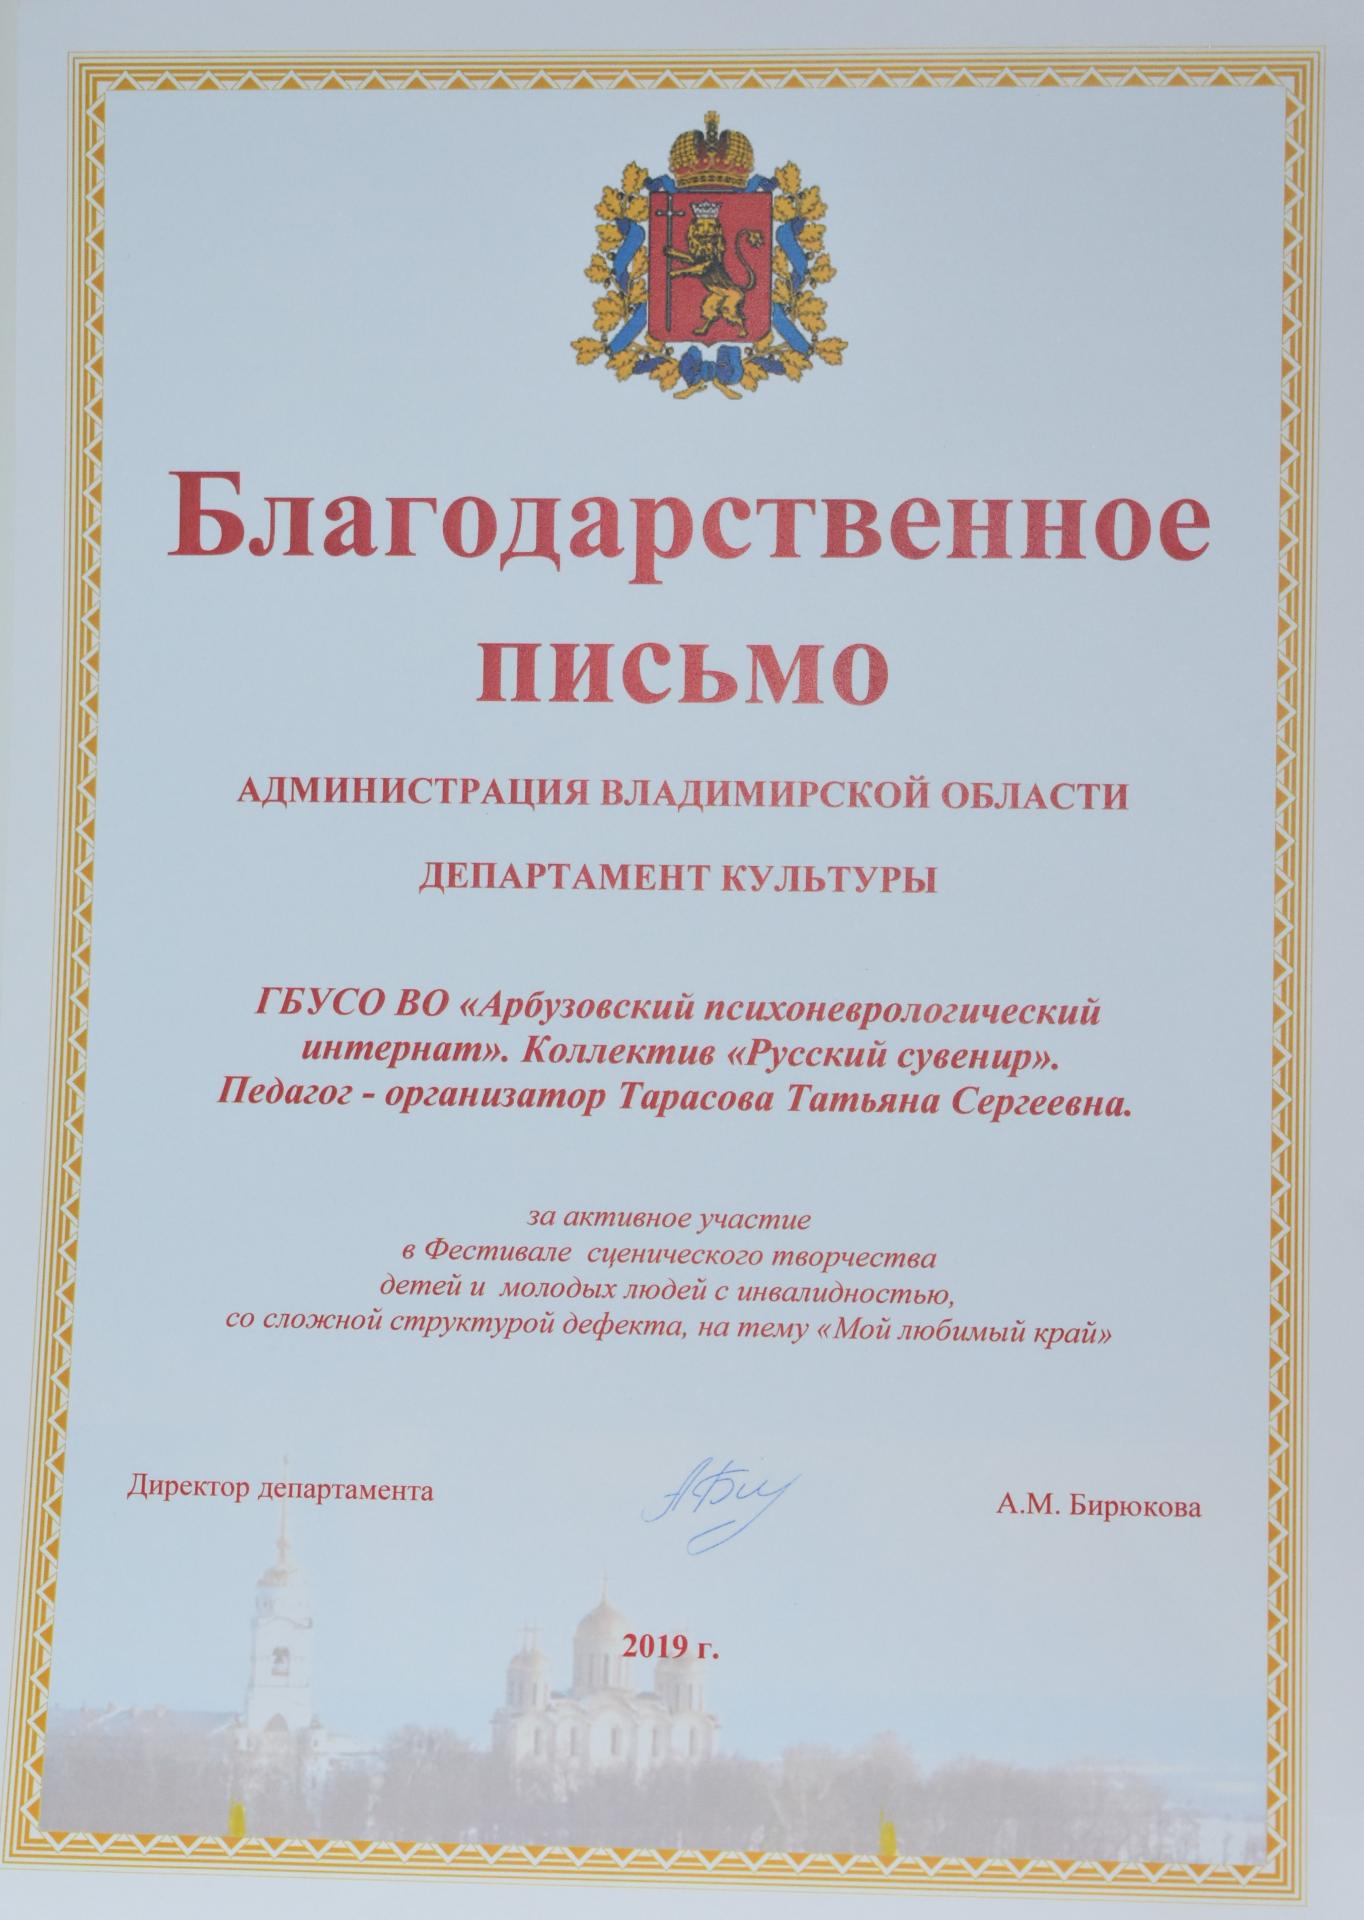 Благодарственное
письмо
АДМИНИСТРАЦИЯ ВЛАДИМИРСКОЙ ОБЛАСТИ
ДЕПАРТАМЕНТ КУЛЬТУРЫ
ГБУСО ВО «Арбузовский психоневрологический
интернат». Коллектив «Русский сувенир».
Педагог - организатор Тарасова Татьяна Сергеевна.
за активное участие
в Фестивале сценического творчества
детей и молодых людей с инвалидностью,
со сложной структурой дефекта, на тему «Мой любимый край»
Директор департамента
А.М. Бирюкова
2019 г.